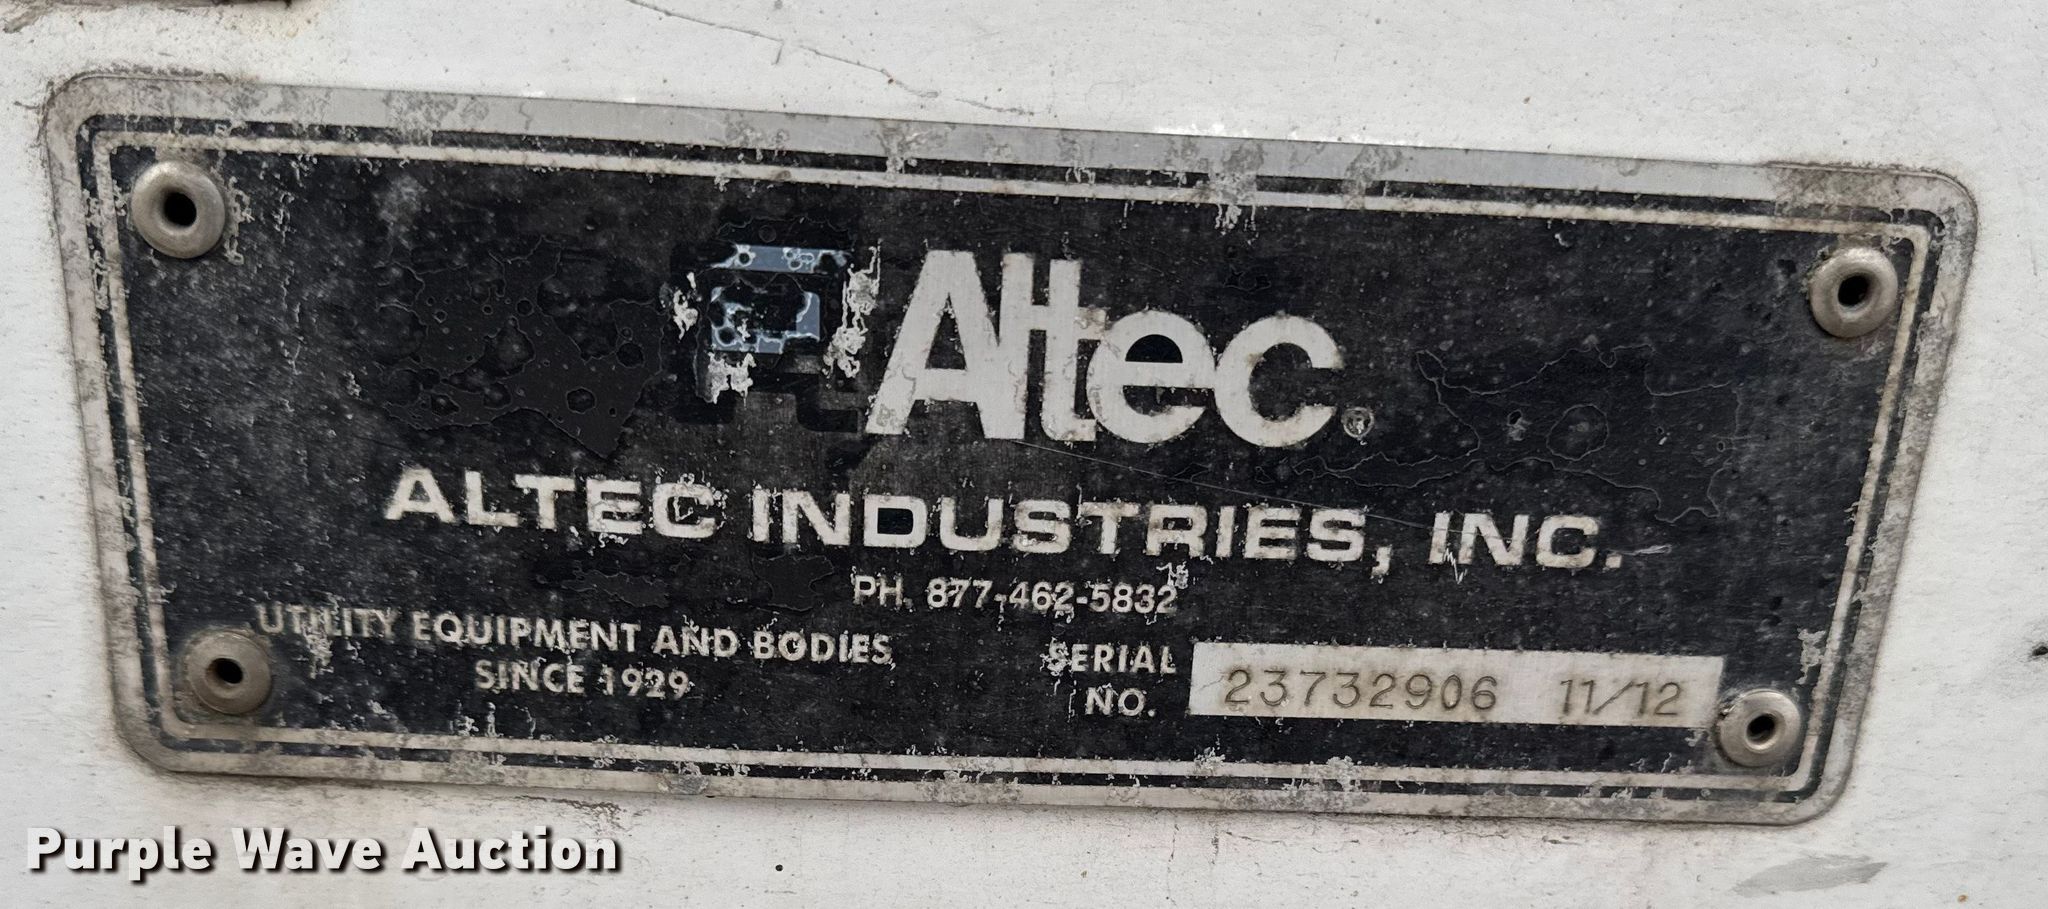 Altec®
ALTEC INDUSTRIES, INC.
PH. 877-462-5832
UTILITY EQUIPMENT AND BODIES
SINCE 1929
SERIAL
NO.
23732906 11/12
Purple Wave Auction